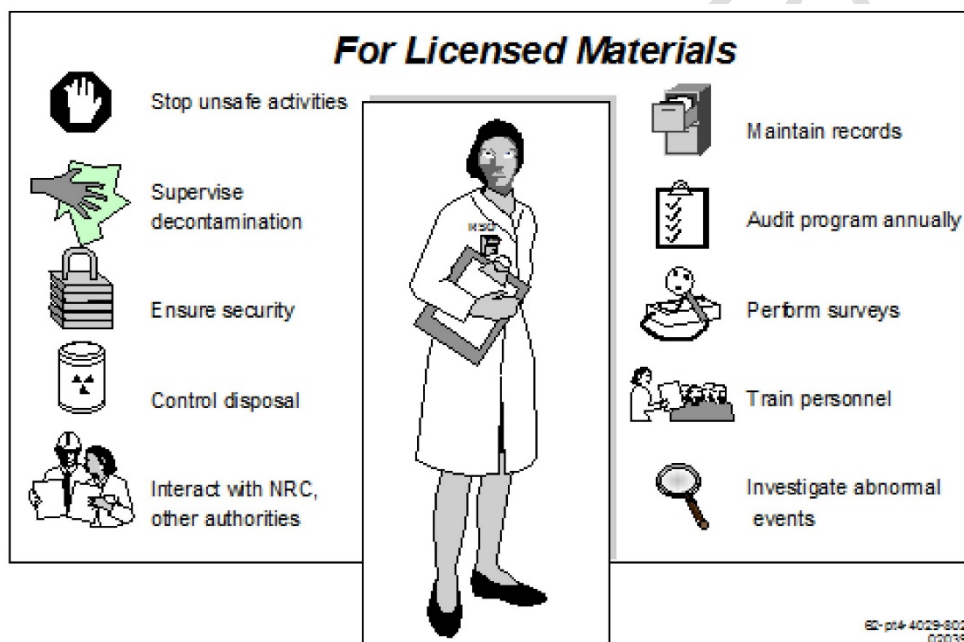 For Licensed Materials
Stop unsafe activities
Supervise
decontamination
Ensure security
Control disposal
Interact with NRC,
other authorities
RSO
Maintain records
Audit program annually
Perform surveys
Train personnel
Investigate abnormal
events